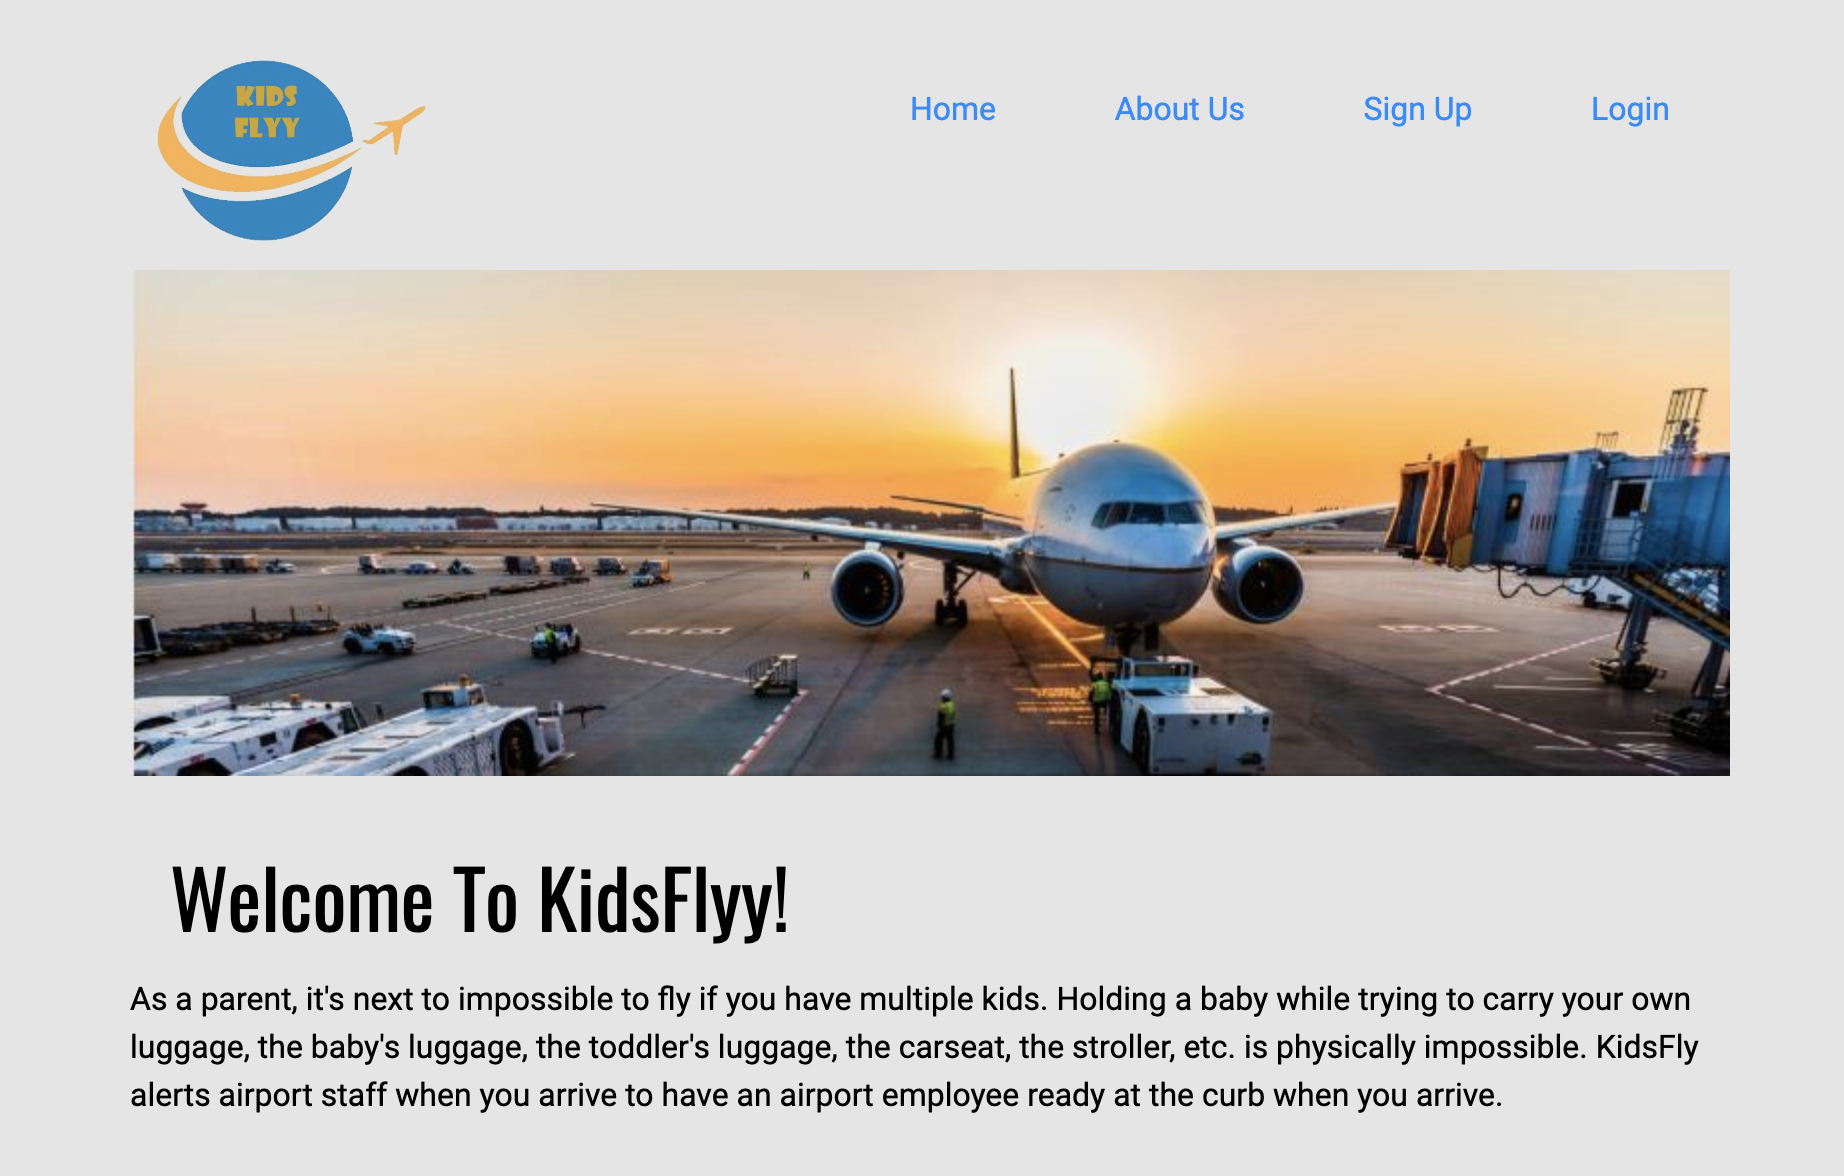 KIDS
FLYY
Home
About Us
Sign Up
Login
Welcome To KidsFlyy!
As a parent, it's next to impossible to fly if you have multiple kids. Holding a baby while trying to carry your own
luggage, the baby's luggage, the toddler's luggage, the carseat, the stroller, etc. is physically impossible. KidsFly
alerts airport staff when you arrive to have an airport employee ready at the curb when you arrive.